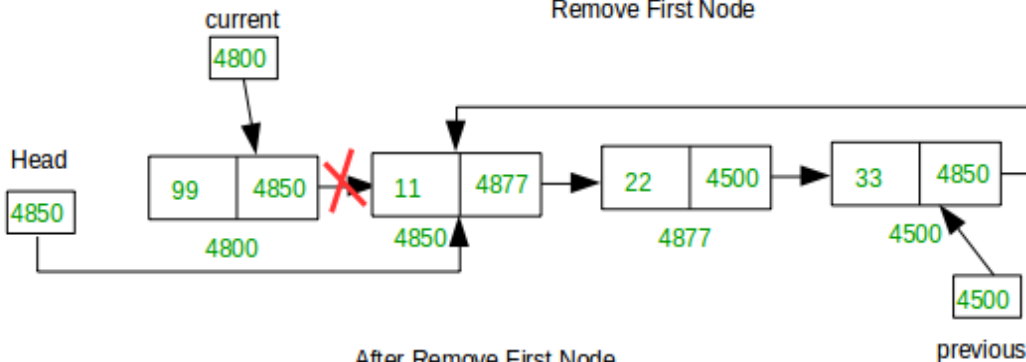 Remove First Node
current
4800
Head
4850
99 4850
11 4877
22 4500
33 4850
4800
4850
4877
4500
4500
previous
After Remove First Node